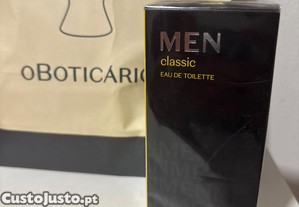 oBOTICÁRIO
MEN
classic
EAU DE TOILETTE
CustoJusto.pt